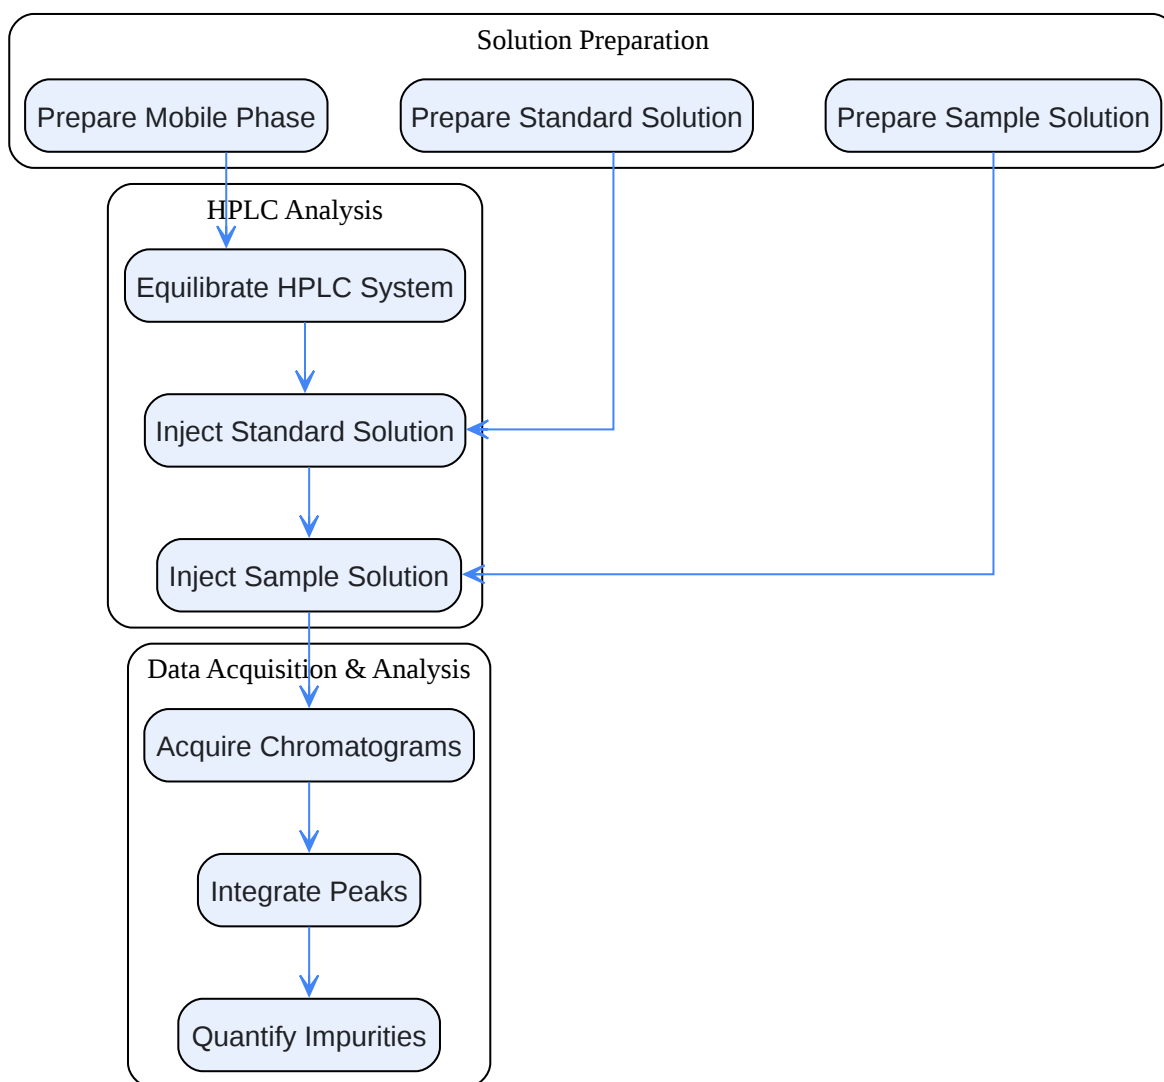 Solution Preparation
Prepare Mobile Phase
Prepare Standard Solution
Prepare Sample Solution
HPLC Analysis
Equilibrate HPLC System
Inject Standard Solution
Inject Sample Solution
Data Acquisition & Analysis
Acquire Chromatograms
Integrate Peaks
Quantify Impurities